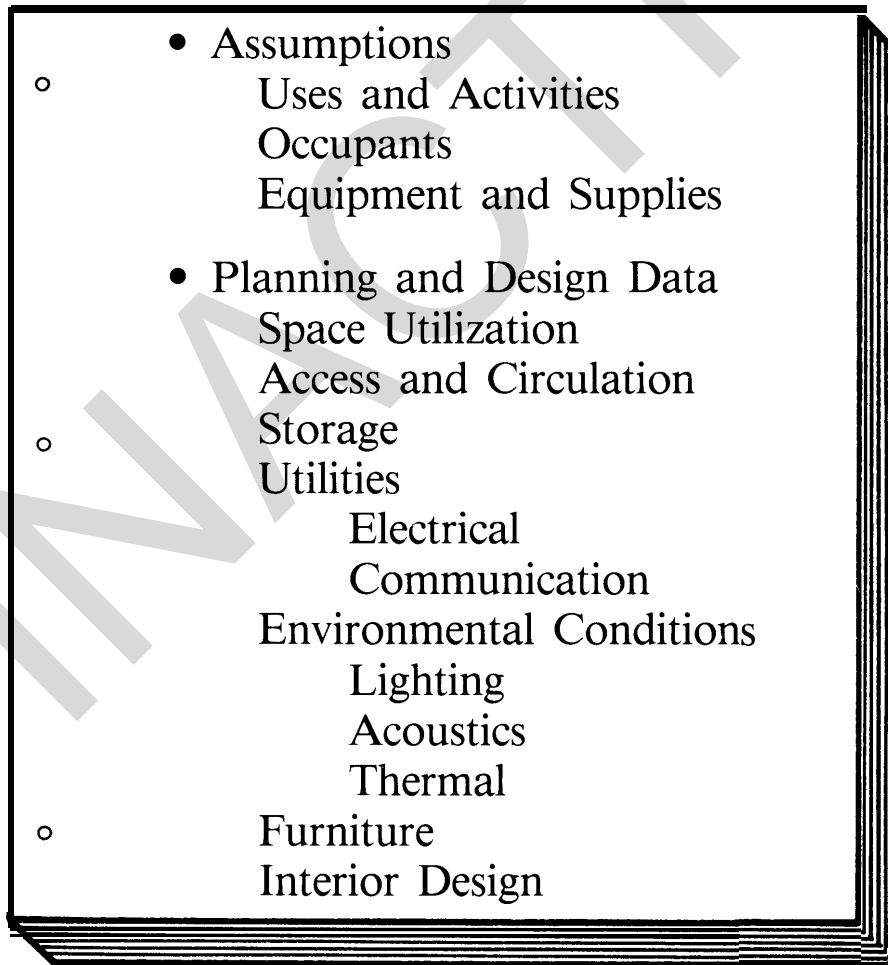 • Assumptions
Uses and Activities
Occupants
Equipment and Supplies
• Planning and Design Data
Space Utilization
Access and Circulation
Storage
Utilities
Electrical
Communication
Environmental Conditions
Lighting
Acoustics
Thermal
Furniture
Interior Design
INACTI